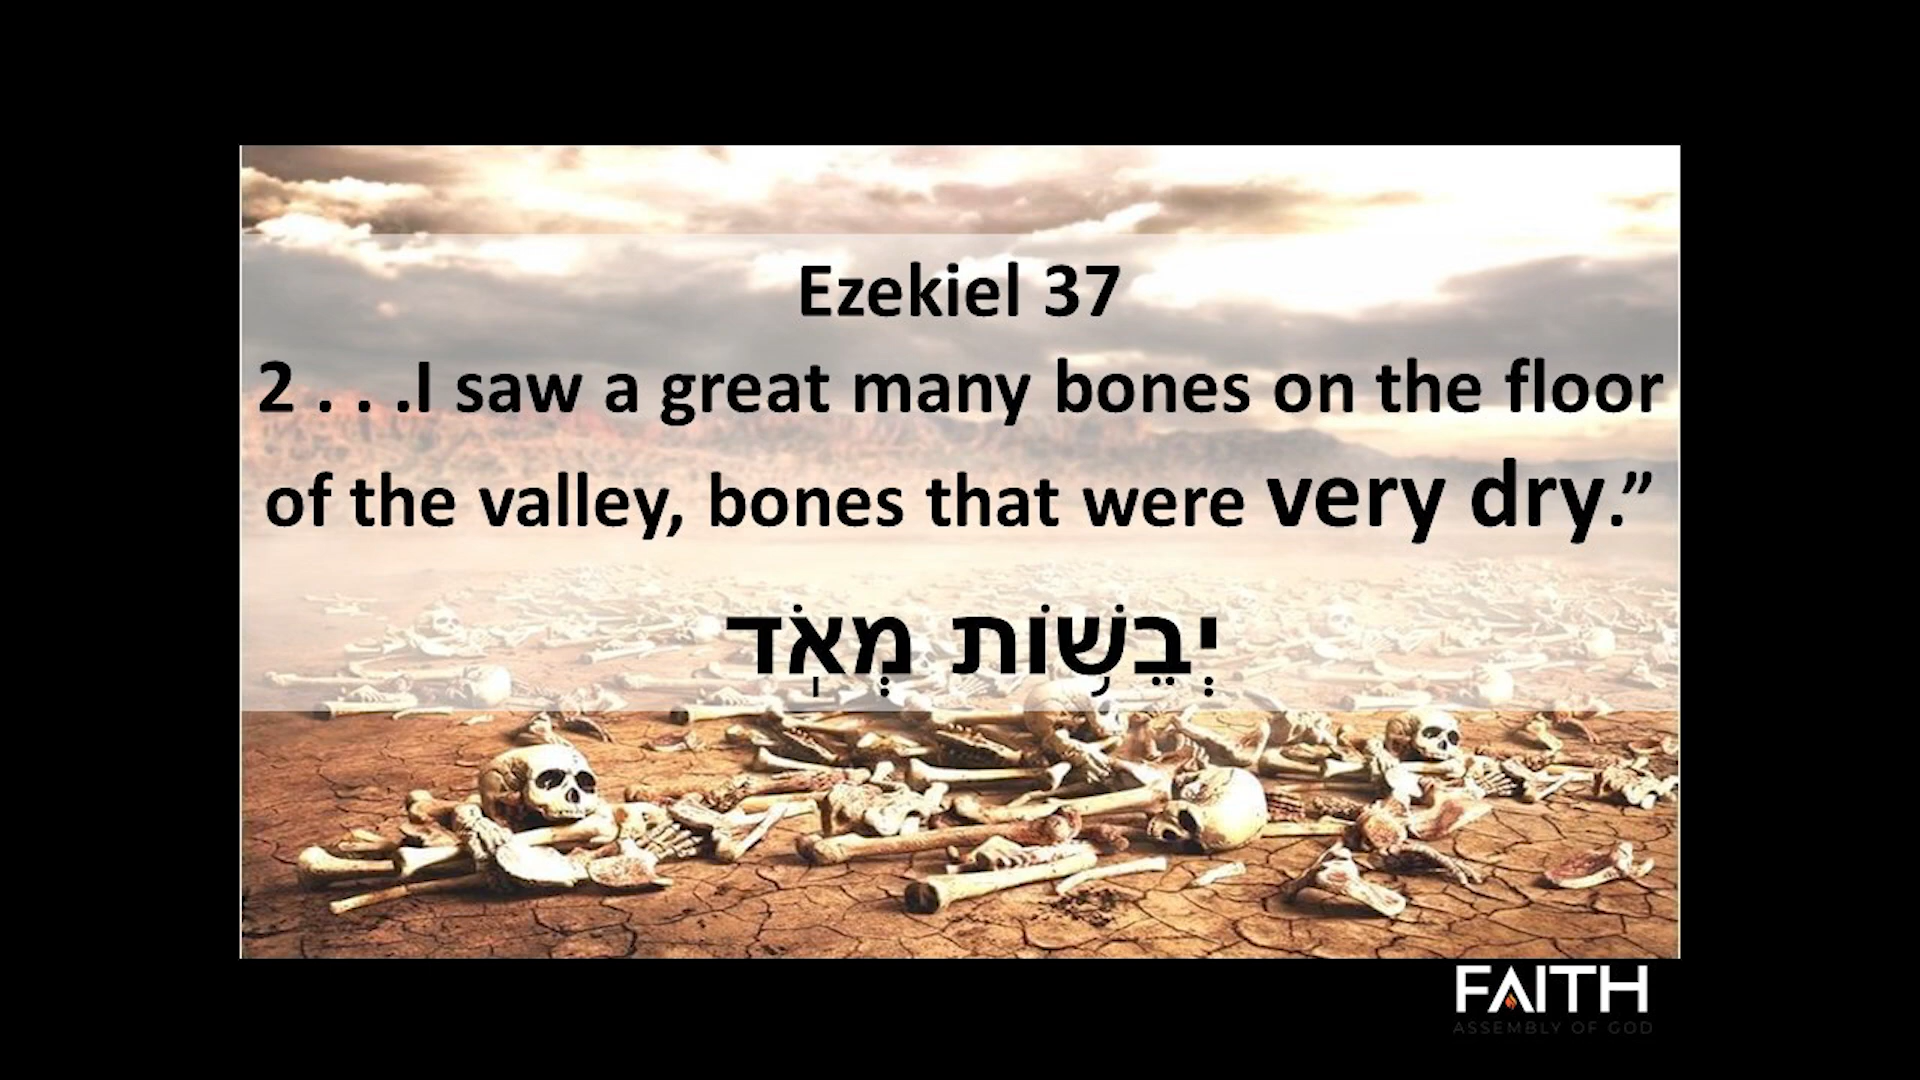 Ezekiel 37
2 . . .I saw a great many bones on the floor
of the valley, bones that were very dry.”
יְבֵשׁ֥וֹת מְאֹֽד
FAITH
ASSEMBLY OF GOD